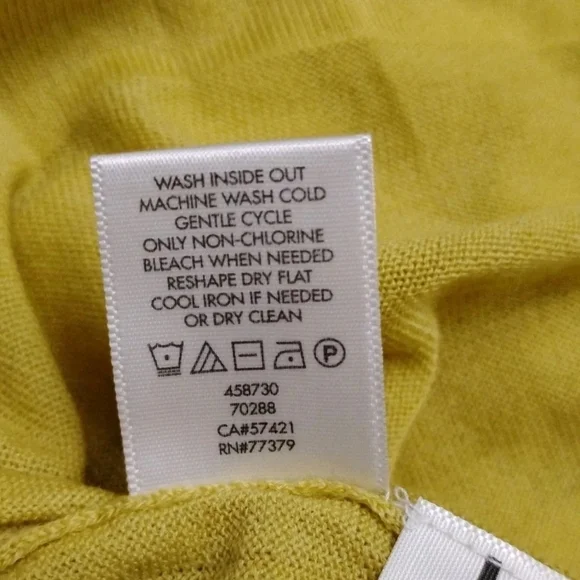 WASH INSIDE OUT
MACHINE WASH COLD
GENTLE CYCLE
ONLY NON-CHLORINE
BLEACH WHEN NEEDED
RESHAPE DRY FLAT
COOL IRON IF NEEDED
OR DRY CLEAN
P
458730
70288
CA#57421
RN#77379